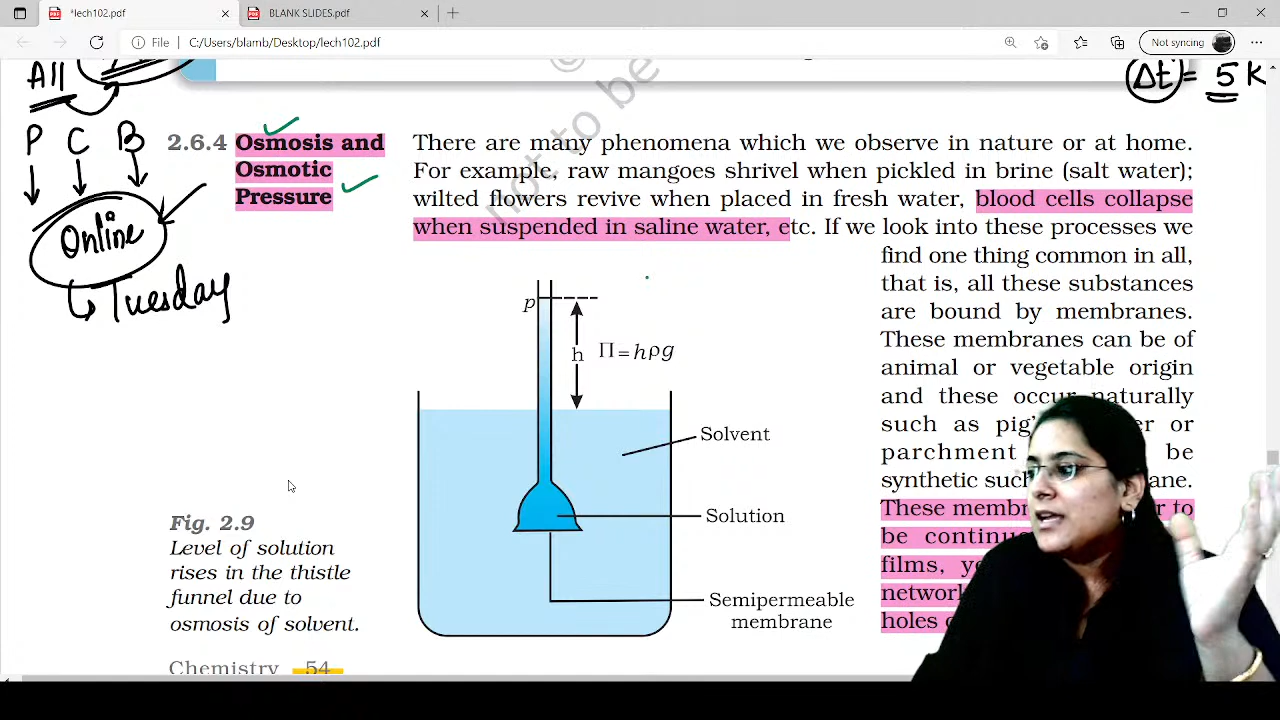 *lech102.pdf
BLANK SLIDES.pdf
File
C:/Users/blamb/Desktop/lech102.pdf
Not syncing
All
Δt = 5 K
P C B
Online
Tuesday
2.6.4 Osmosis and
Osmotic
Pressure
not to be
There are many phenomena which we observe in nature or at home.
For example, raw mangoes shrivel when pickled in brine (salt water);
wilted flowers revive when placed in fresh water, blood cells collapse
when suspended in saline water, etc. If we look into these processes we
find one thing common in all,
that is, all these substances
are bound by membranes.
These membranes can be of
animal or vegetable origin
and these occur naturally
such as pig's or
parchment be
synthetic
These
be
films,
holes
p
h
Π = hρg
Solvent
Solution
Semipermeable
membrane
Fig. 2.9
Level of solution
rises in the thistle
funnel due to
osmosis of solvent.
Chemistry 54